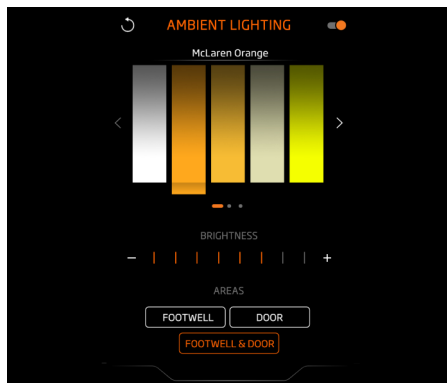 AMBIENT LIGHTING
McLaren Orange
BRIGHTNESS
AREAS
FOOTWELL DOOR
FOOTWELL & DOOR